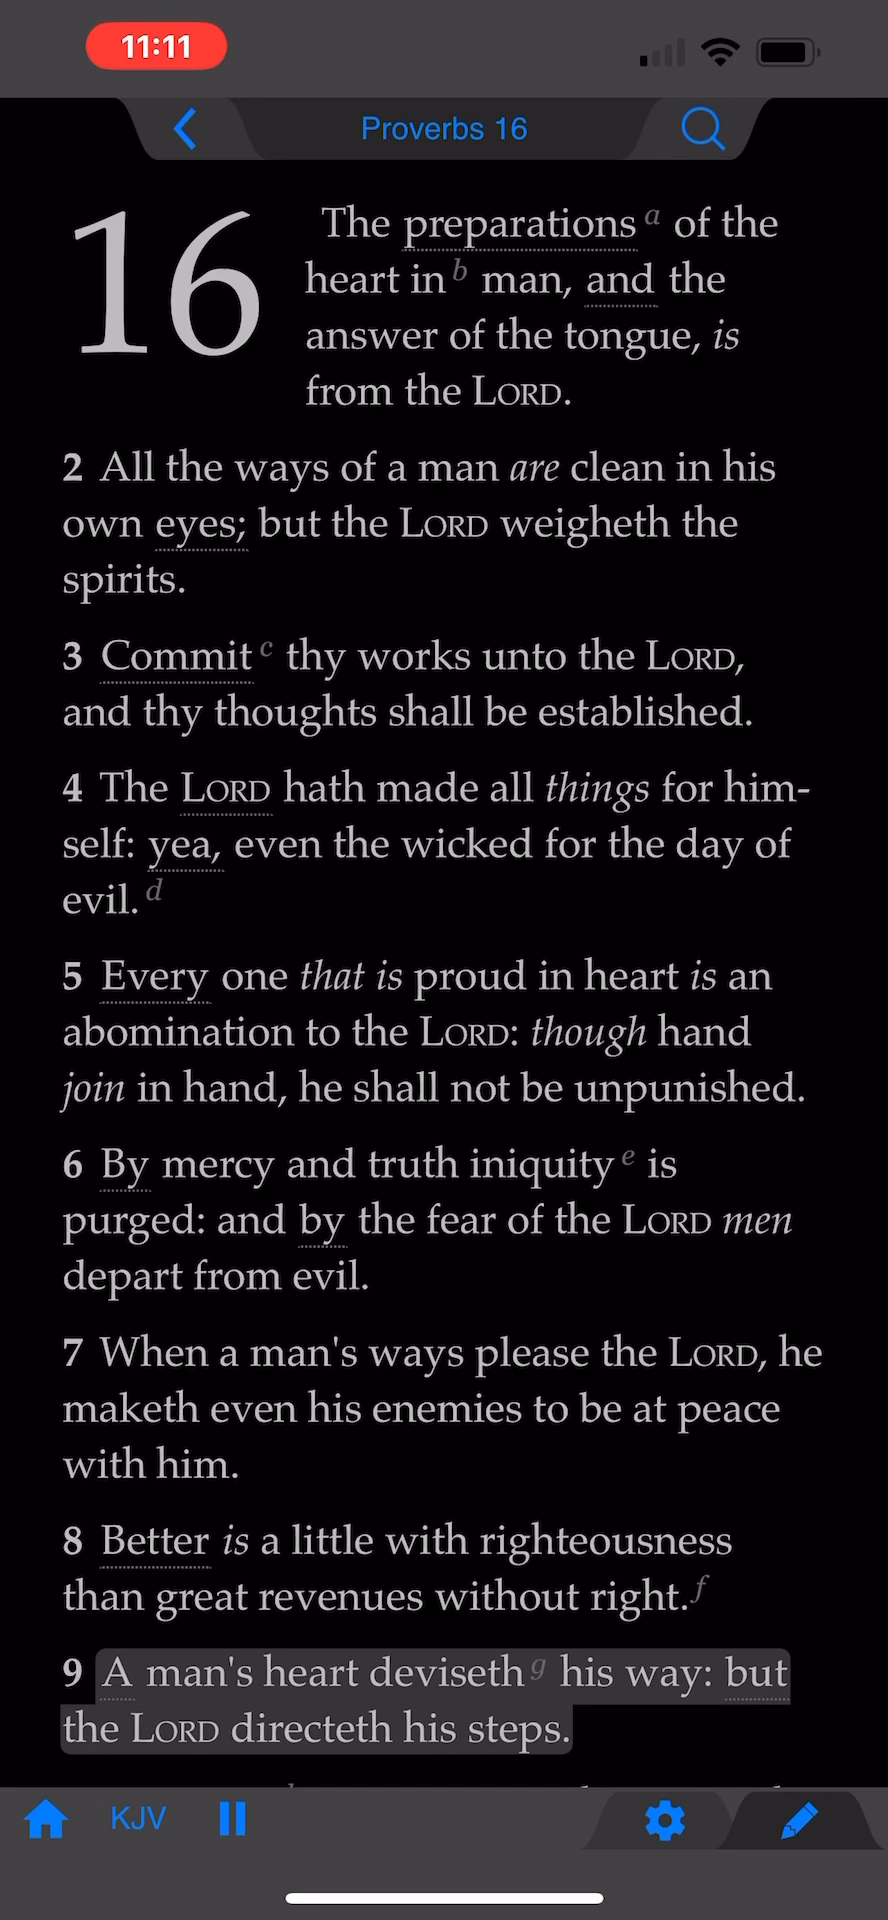 11:11
Proverbs 16
16 The preparations a of the
heart in b man, and the
answer of the tongue, is
from the LORD.
2 All the ways of a man are clean in his
own eyes; but the LORD weigheth the
spirits.
3 Commit c thy works unto the LORD,
and thy thoughts shall be established.
4 The LORD hath made all things for him-
self: yea, even the wicked for the day of
evil. d
5 Every one that is proud in heart is an
abomination to the LORD: though hand
join in hand, he shall not be unpunished.
6 By mercy and truth iniquity e is
purged: and by the fear of the LORD men
depart from evil.
7 When a man's ways please the LORD, he
maketh even his enemies to be at peace
with him.
8 Better is a little with righteousness
than great revenues without right. f
9 A man's heart deviseth g his way: but
the LORD directeth his steps.
KJV